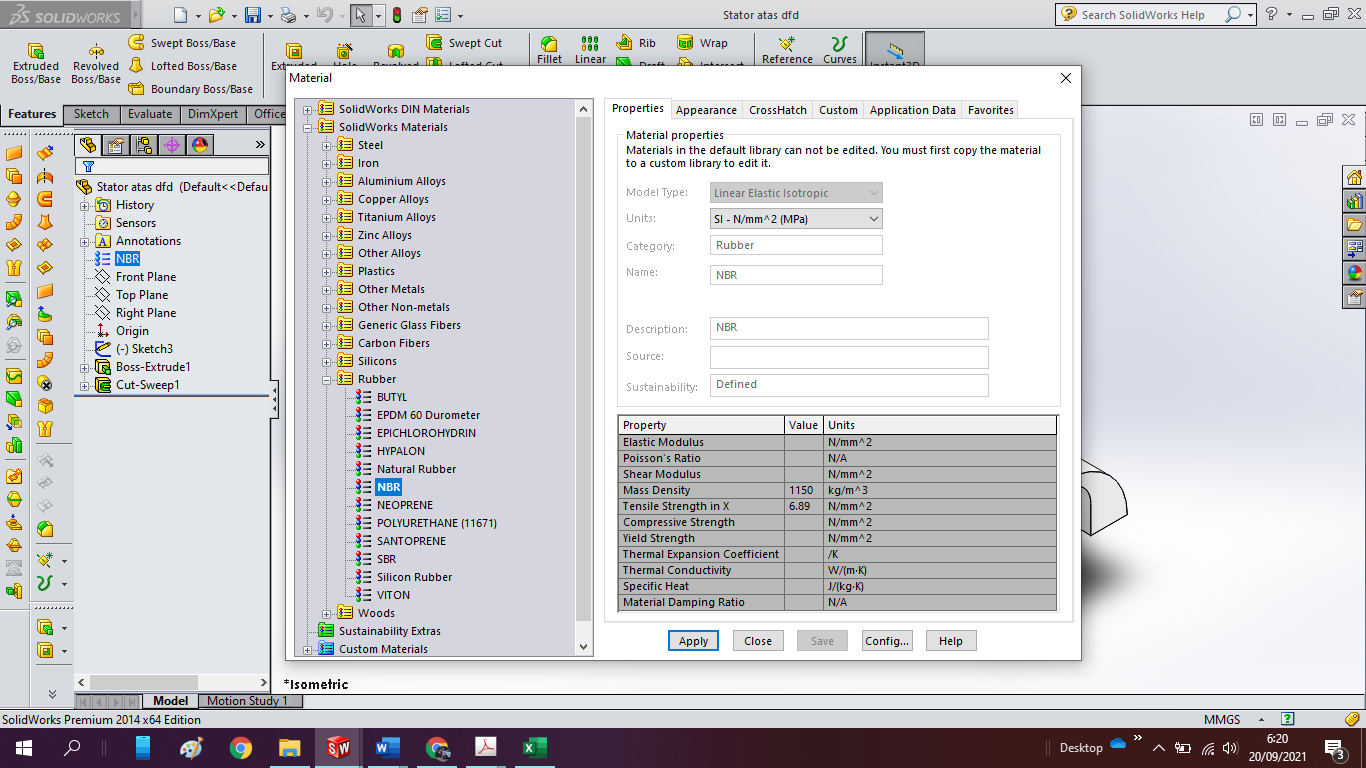 SOLIDWORKS
Stator atas dfd
Search SolidWorks Help
Extruded Boss/Base
Revolved Boss/Base
Swept Boss/Base
Lofted Boss/Base
Boundary Boss/Base
Swept Cut
Fillet
Linear
Rib
Wrap
Reference
Curves
Features
Sketch
Evaluate
DimXpert
Office
Stator atas dfd (Default<<Defau
History
Sensors
Annotations
NBR
Front Plane
Top Plane
Right Plane
Origin
(-) Sketch3
Boss-Extrude1
Cut-Sweep1
Material
SolidWorks DIN Materials
SolidWorks Materials
Steel
Iron
Aluminium Alloys
Copper Alloys
Titanium Alloys
Zinc Alloys
Other Alloys
Plastics
Other Metals
Other Non-metals
Generic Glass Fibers
Carbon Fibers
Silicons
Rubber
BUTYL
EPDM 60 Durometer
EPICHLOROHYDRIN
HYPALON
Natural Rubber
NBR
NEOPRENE
POLYURETHANE (11671)
SANTOPRENE
SBR
Silicon Rubber
VITON
Woods
Sustainability Extras
Custom Materials
Properties Appearance CrossHatch Custom Application Data Favorites
Material properties
Materials in the default library can not be edited. You must first copy the material
to a custom library to edit it.
Model Type: Linear Elastic Isotropic
Units: SI - N/mm^2 (MPa)
Category: Rubber
Name: NBR
Description: NBR
Source:
Sustainability: Defined
Property Value Units
Elastic Modulus N/mm^2
Poisson's Ratio N/A
Shear Modulus N/mm^2
Mass Density 1150 kg/m^3
Tensile Strength in X 6.89 N/mm^2
Compressive Strength N/mm^2
Yield Strength N/mm^2
Thermal Expansion Coefficient /K
Thermal Conductivity W/(m·K)
Specific Heat J/(kg·K)
Material Damping Ratio N/A
Apply Close Save Config... Help
*Isometric
Model Motion Study 1
SolidWorks Premium 2014 x64 Edition
MMGS
Desktop
6:20
20/09/2021
3